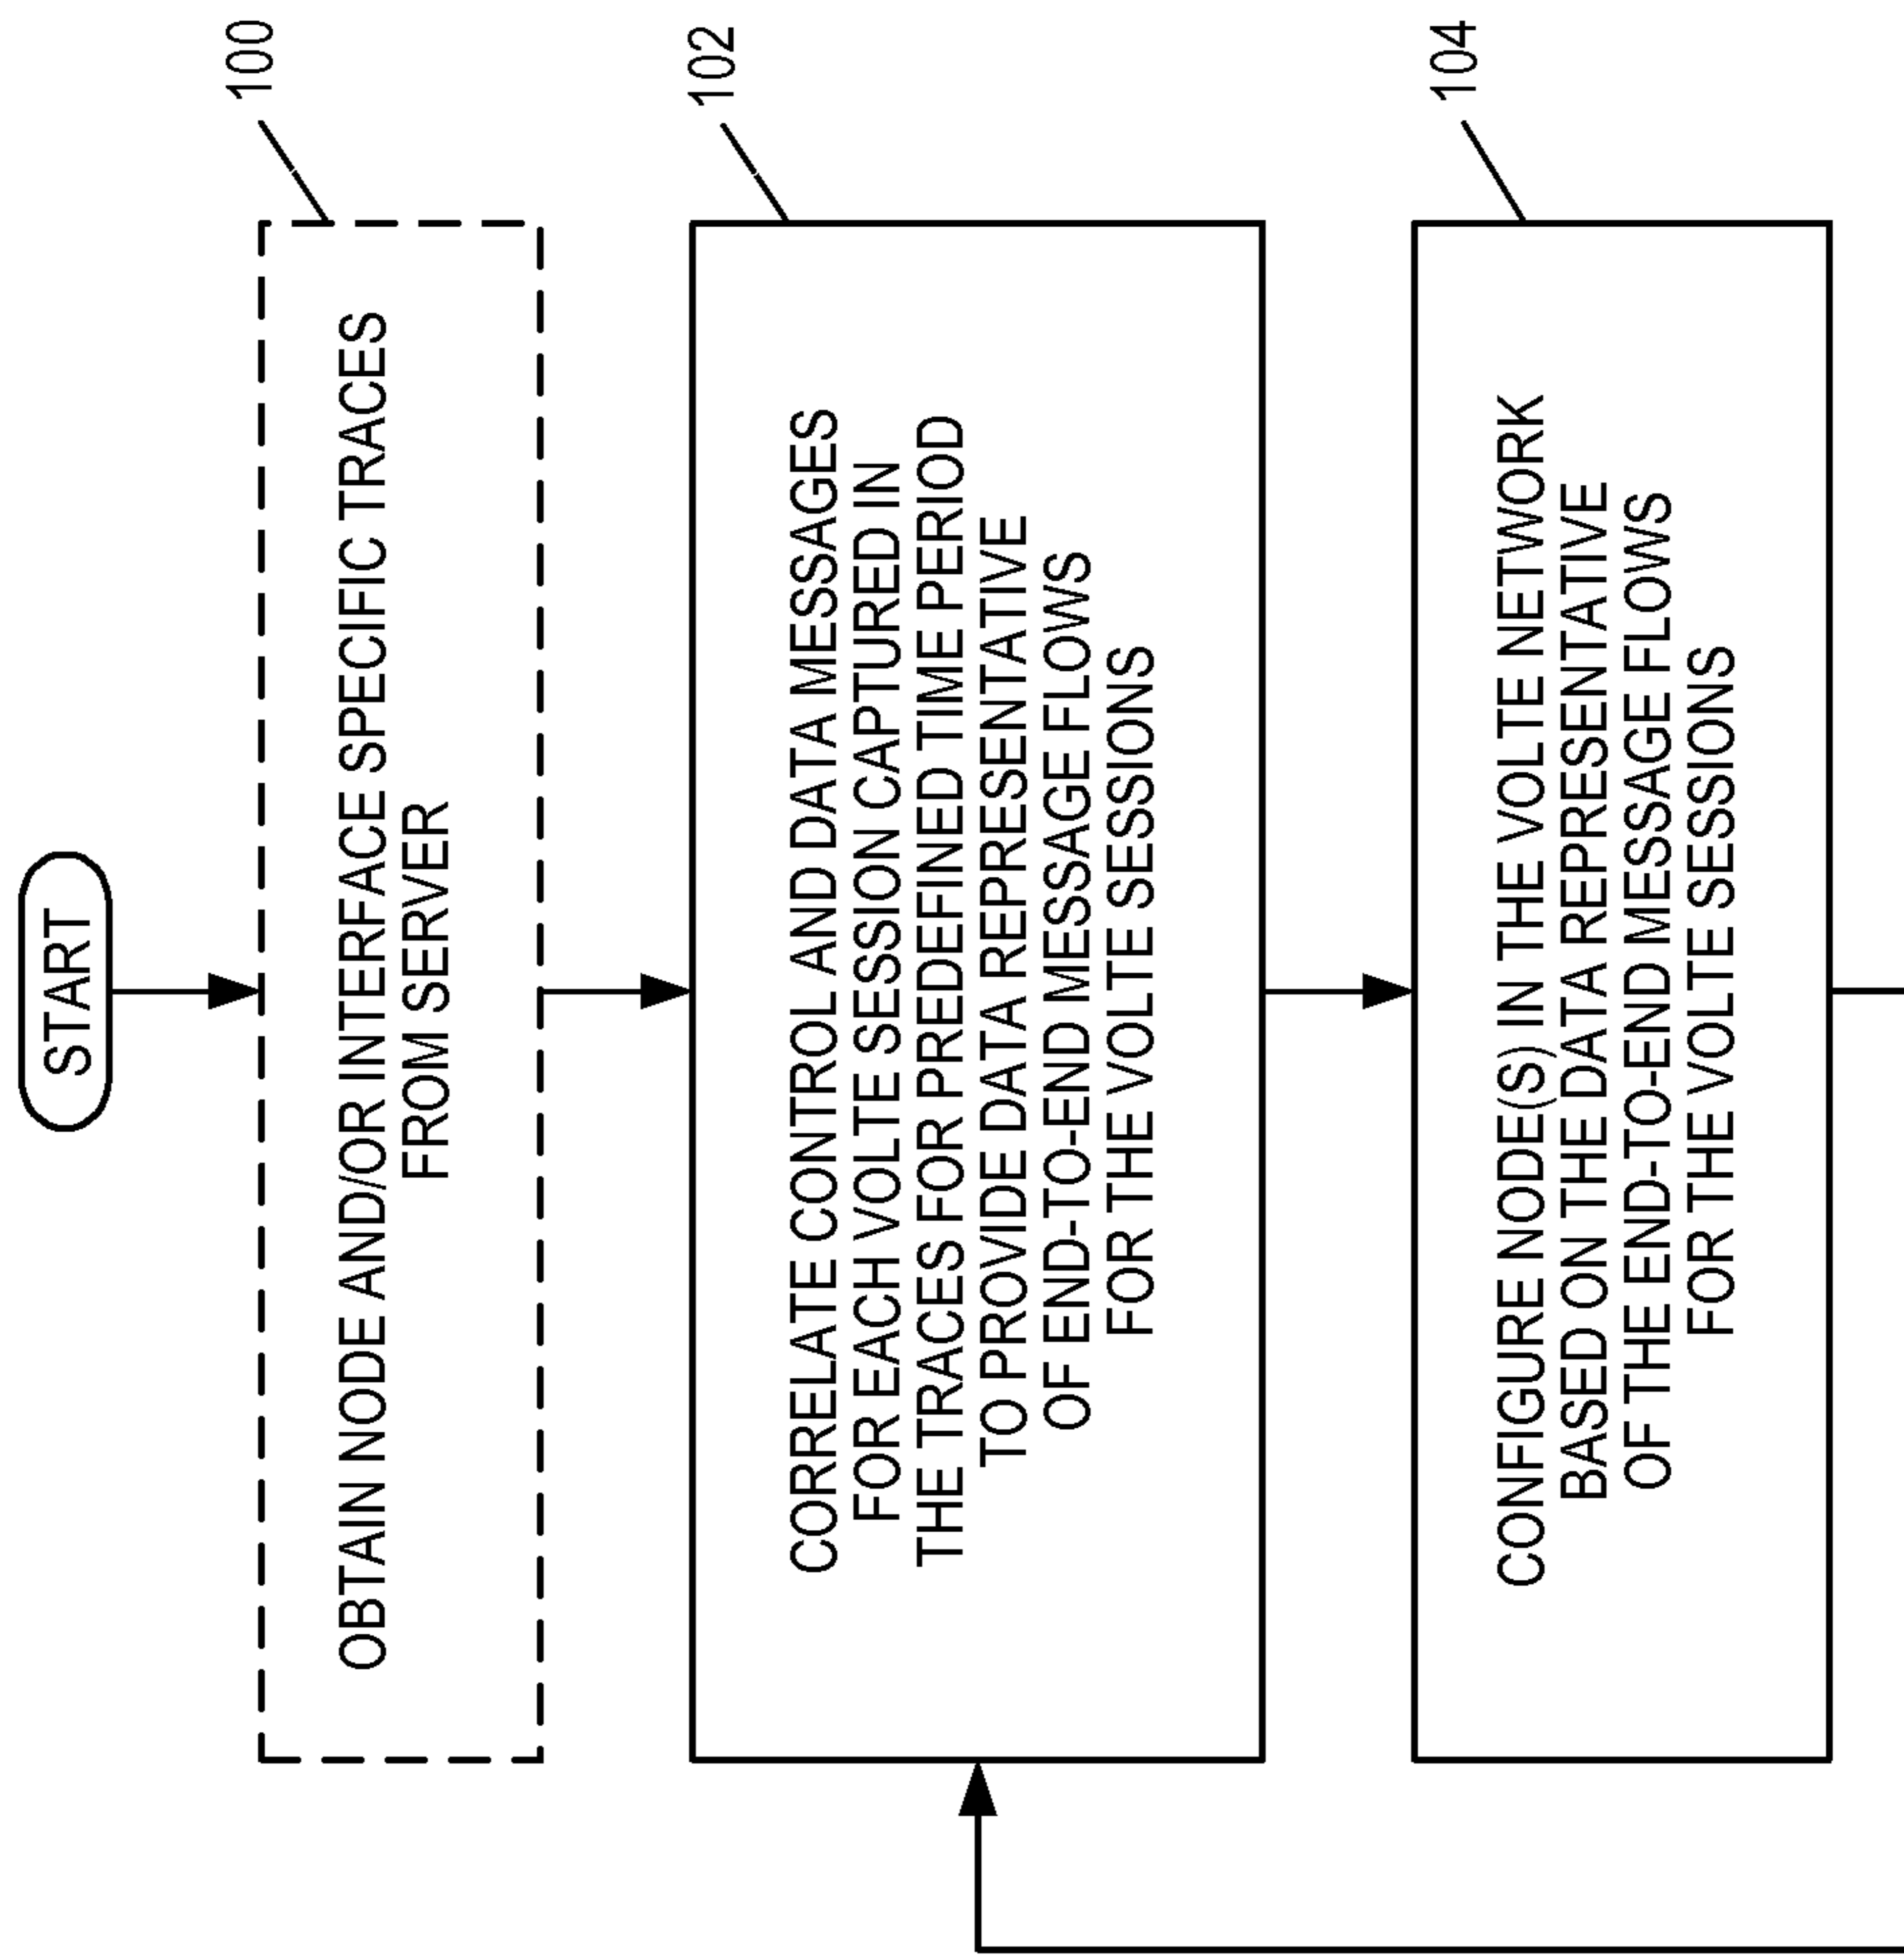 START
100
OBTAIN NODE AND/OR INTERFACE SPECIFIC TRACES
FROM SERVER
102
CORRELATE CONTROL AND DATA MESSAGES
FOR EACH VOLTE SESSION CAPTURED IN
THE TRACES FOR PREDEFINED TIME PERIOD
TO PROVIDE DATA REPRESENTATIVE
OF END-TO-END MESSAGE FLOWS
FOR THE VOLTE SESSIONS
104
CONFIGURE NODE(S) IN THE VOLTE NETWORK
BASED ON THE DATA REPRESENTATIVE
OF THE END-TO-END MESSAGE FLOWS
FOR THE VOLTE SESSIONS